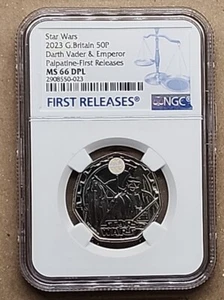 Star Wars
2023 G.Britain 50P
Darth Vader & Emperor
Palpatine-First Releases
MS 66 DPL
2908550-023
FIRST RELEASES®
NGC